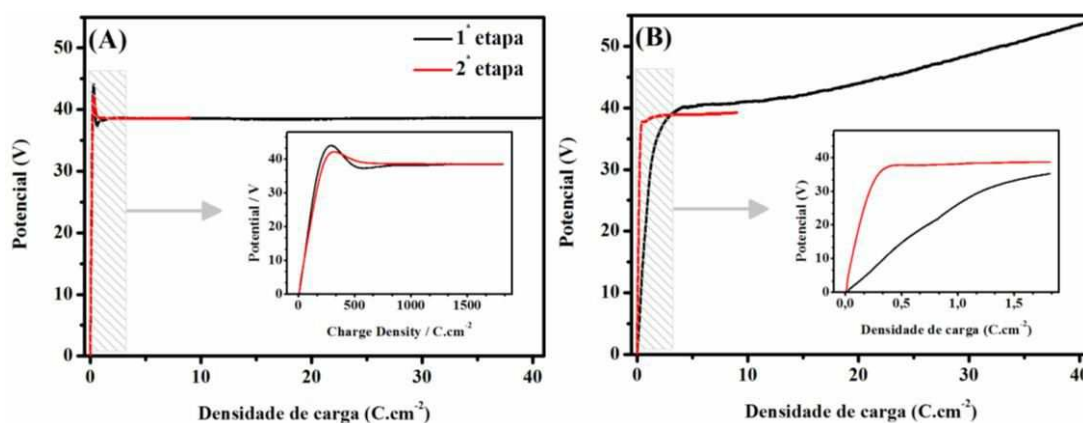 (A)
1ª etapa
2ª etapa
Potencial (V)
50
40
30
20
10
0
0 10 20 30 40
Densidade de carga (C.cm⁻²)
Potential / V
40
30
20
10
0
0 500 1000 1500
Charge Density / C.cm⁻²
(B)
Potencial (V)
50
40
30
20
10
0
0 10 20 30 40
Densidade de carga (C.cm⁻²)
Potencial (V)
40
30
20
10
0
0,0 0,5 1,0 1,5
Densidade de carga (C.cm⁻²)